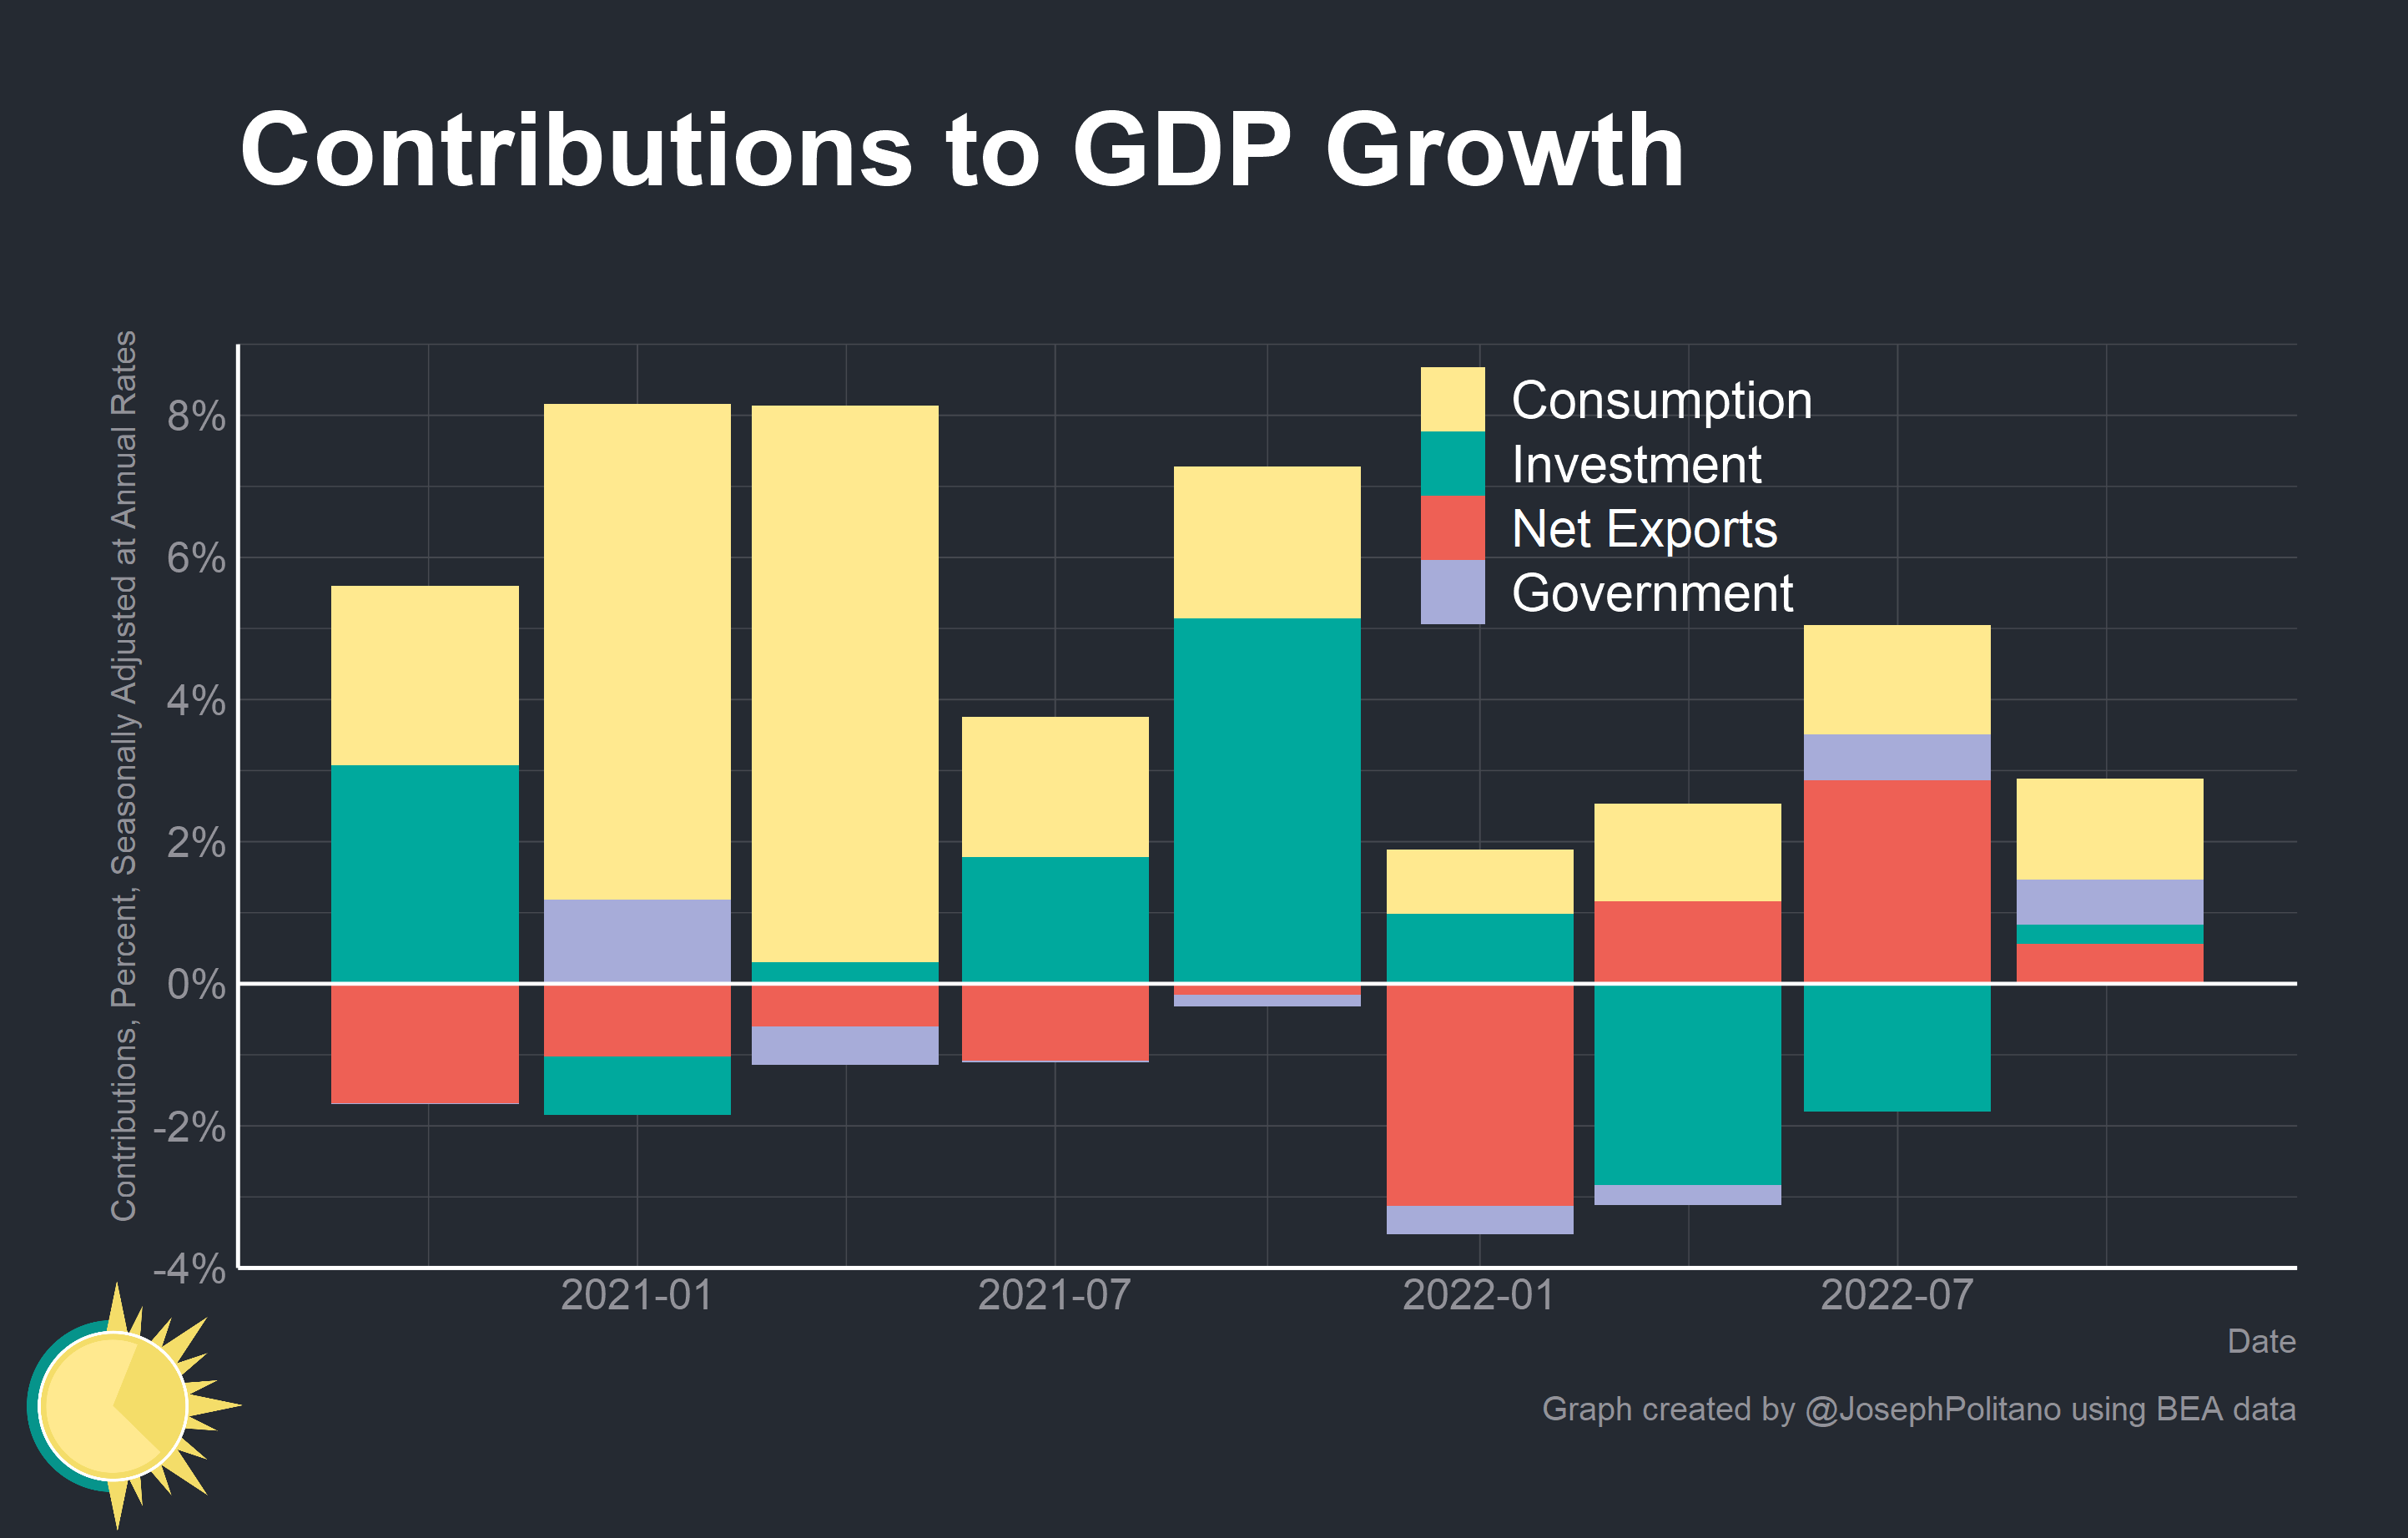 Contributions to GDP Growth
Contributions, Percent, Seasonally Adjusted at Annual Rates
8%
6%
4%
2%
0%
-2%
-4%
Consumption
Investment
Net Exports
Government
2021-01
2021-07
2022-01
2022-07
Date
Graph created by @JosephPolitano using BEA data